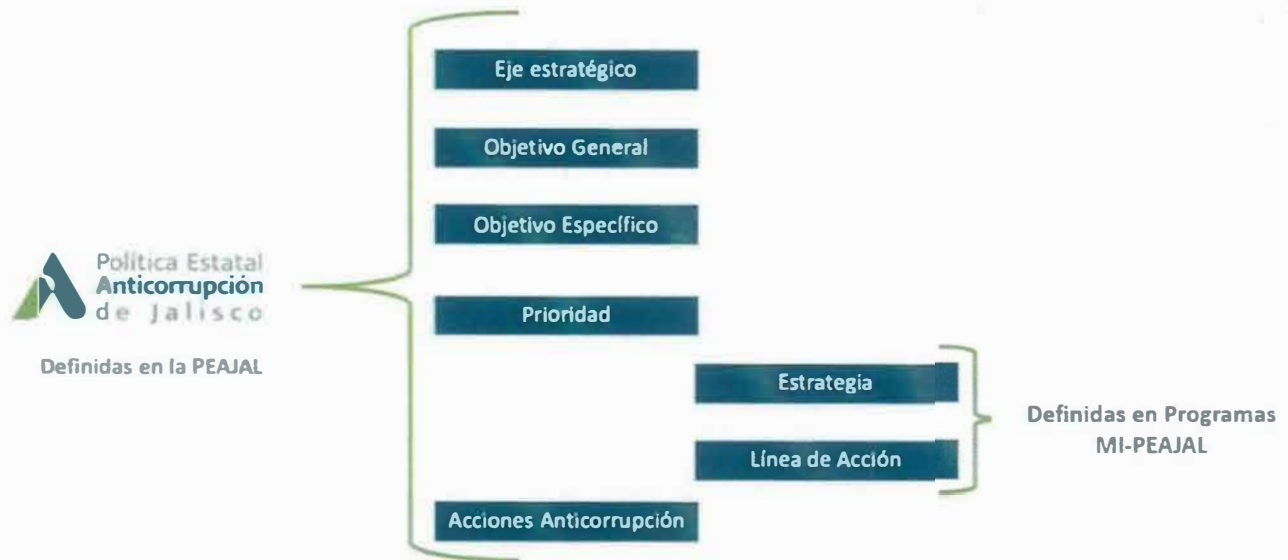 Eje estratégico
Objetivo General
Objetivo Específico
Política Estatal
Anticorrupción
de Jalisco
Definidas en la PEAJAL
Prioridad
Estrategia
Línea de Acción
Definidas en Programas
MI-PEAJAL
Acciones Anticorrupción